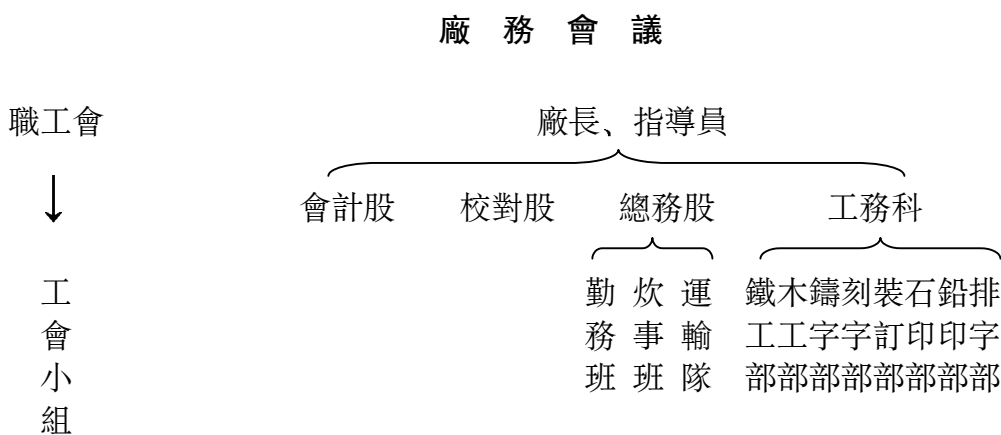 廠務會議
職工會
廠長、指導員
會計股 校對股 總務股 工務科
工會小組
勤務班
炊事班
運輸隊
鐵工部
木工部
鑄字部
刻字部
裝訂部
石印部
鉛印部
排字部